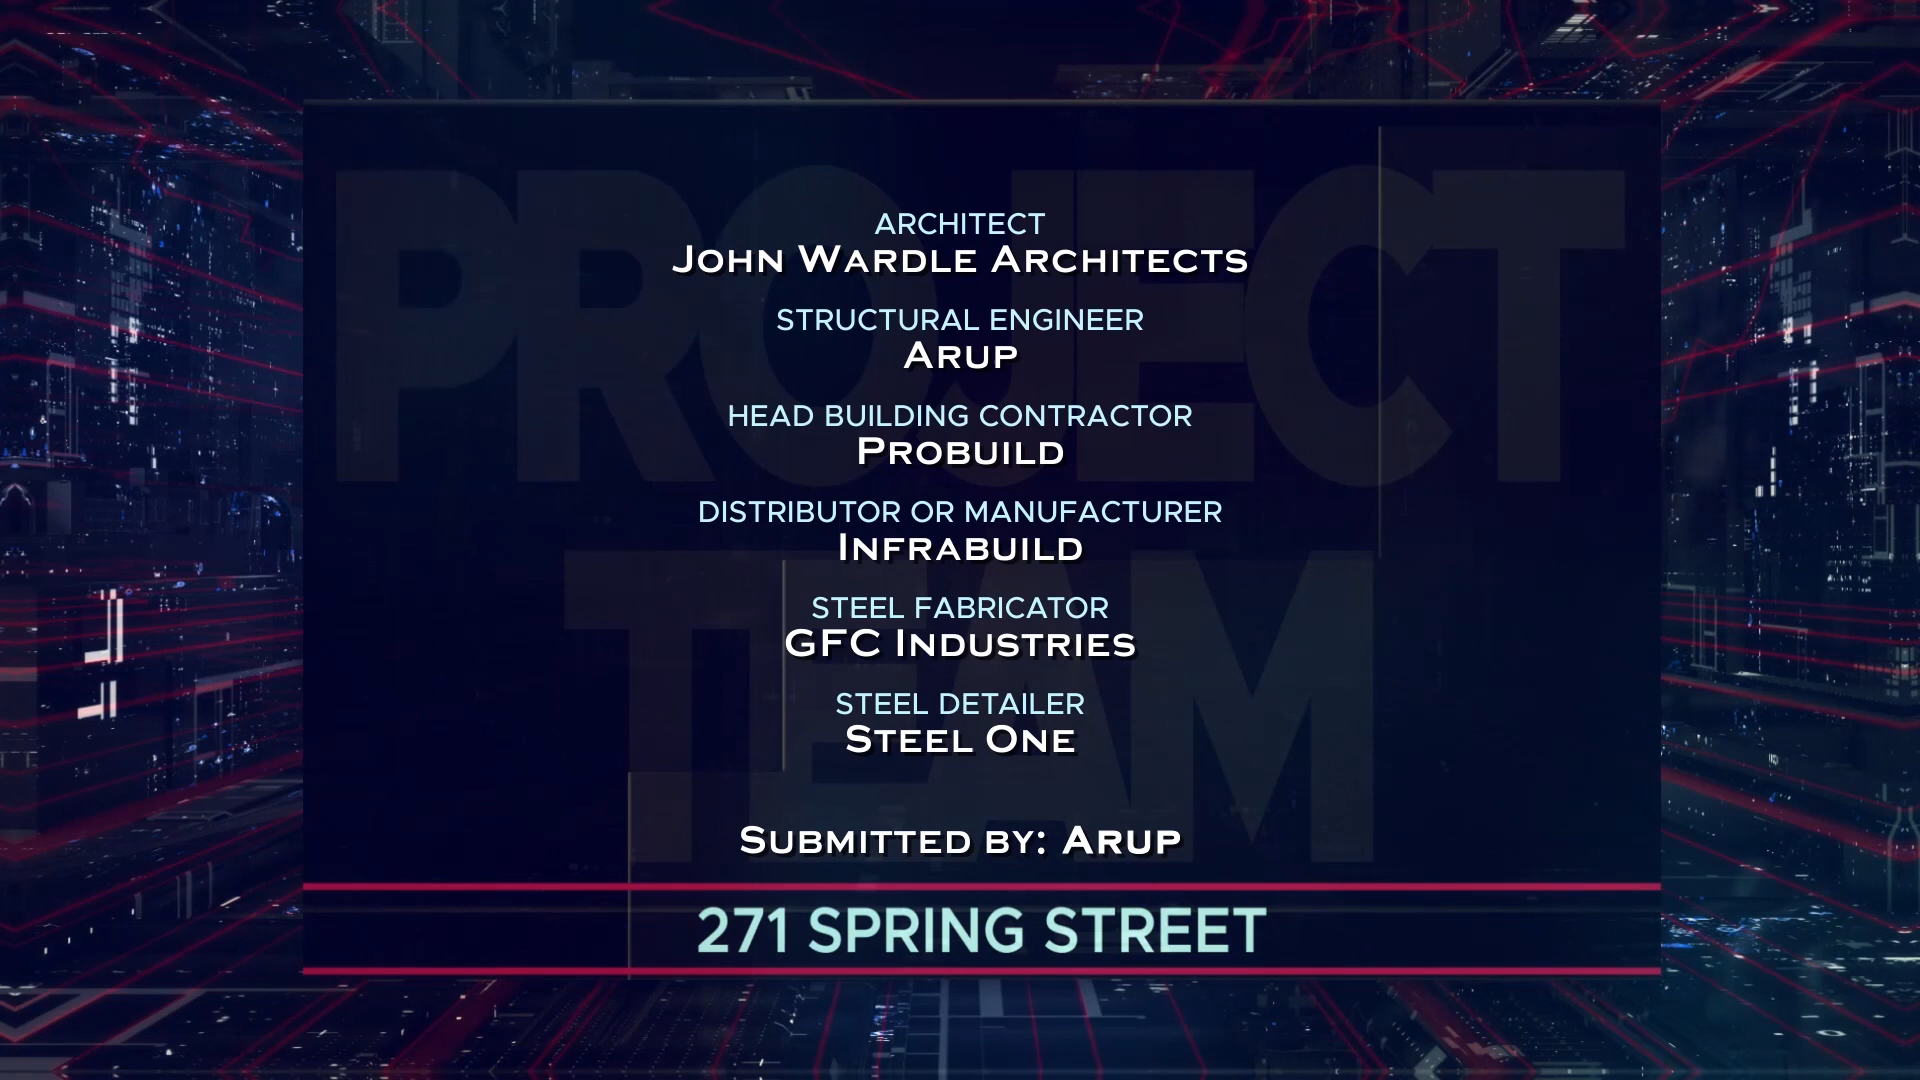 PROJECT
TEAM
ARCHITECT
John Wardle Architects
STRUCTURAL ENGINEER
Arup
HEAD BUILDING CONTRACTOR
Probuild
DISTRIBUTOR OR MANUFACTURER
Infrabuild
STEEL FABRICATOR
GFC Industries
STEEL DETAILER
Steel One
Submitted by: Arup
271 SPRING STREET